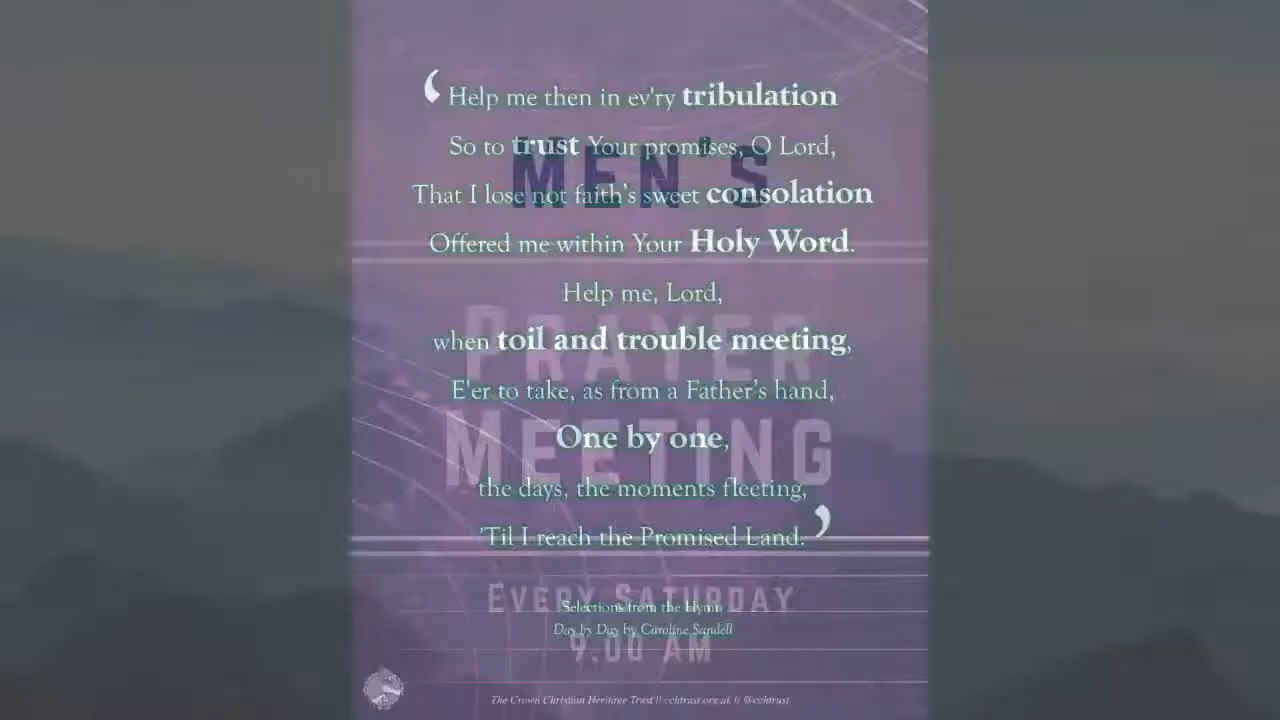 ‘ Help me then in ev'ry tribulation
So to trust Your promises, O Lord,
That I lose not faith's sweet consolation
Offered me within Your Holy Word.
Help me, Lord,
when toil and trouble meeting,
E'er to take, as from a Father's hand,
One by one,
the days, the moments fleeting,
'Til I reach the Promised Land. ’
Selections from the Hymn
Day by Day by Caroline Sandell
The Crown Christian Heritage Trust // cchtrust.org.uk // @cchtrust
MEN'S
PRAYER
MEETING
EVERY SATURDAY
9.00 AM